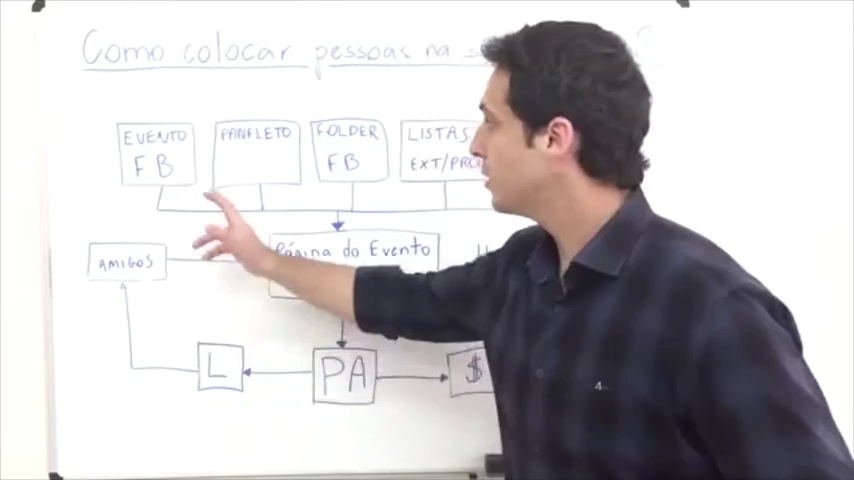 Como colocar pessoas na
EVENTO
FB
PANFLETO
FOLDER
FB
LISTAS
EXT/PRO
Página do Evento
AMIGOS
L
PA
$